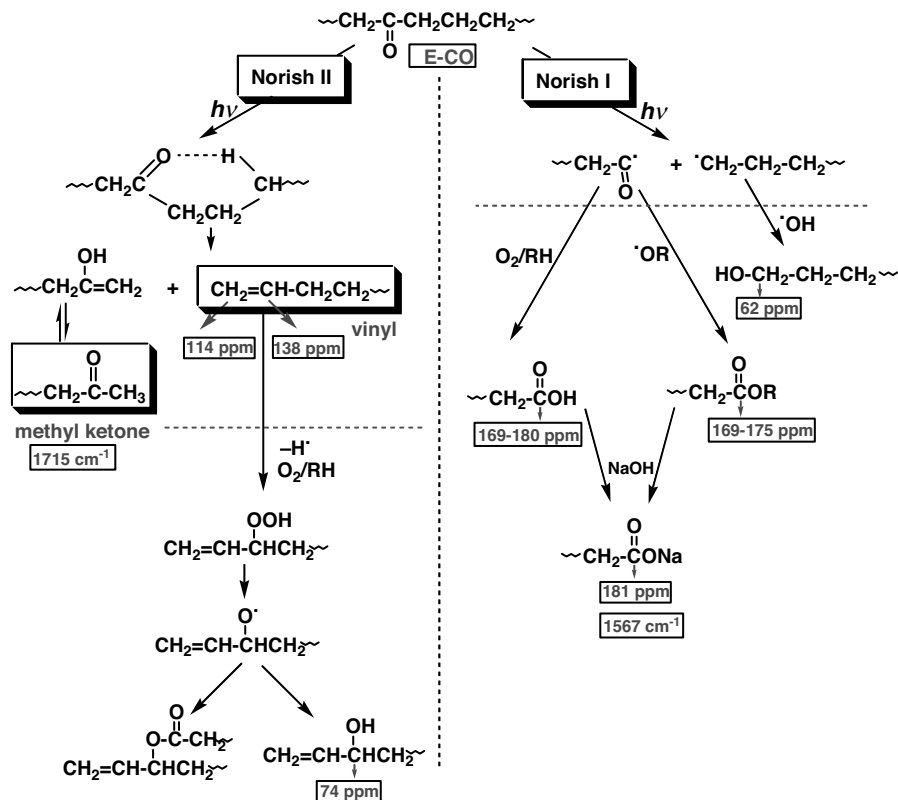 ~CH₂-C-CH₂CH₂CH₂~
O
E-CO
Norish II
Norish I
hν
hν
O
H
~CH₂C
CH~
CH₂CH₂
~CH₂-C·
O
+
·CH₂-CH₂-CH₂~
O₂/RH
·OR
·OH
HO-CH₂-CH₂-CH₂~
62 ppm
OH
~CH₂C=CH₂
+
CH₂=CH-CH₂CH₂~
vinyl
114 ppm
138 ppm
O
~CH₂-C-CH₃
methyl ketone
1715 cm⁻¹
O
~CH₂-COH
169-180 ppm
O
~CH₂-COR
169-175 ppm
NaOH
–H·
O₂/RH
OOH
CH₂=CH-CHCH₂~
O
~CH₂-CONa
181 ppm
1567 cm⁻¹
O·
CH₂=CH-CHCH₂~
O
O-C-CH₂~
CH₂=CH-CHCH₂~
OH
CH₂=CH-CHCH₂~
74 ppm